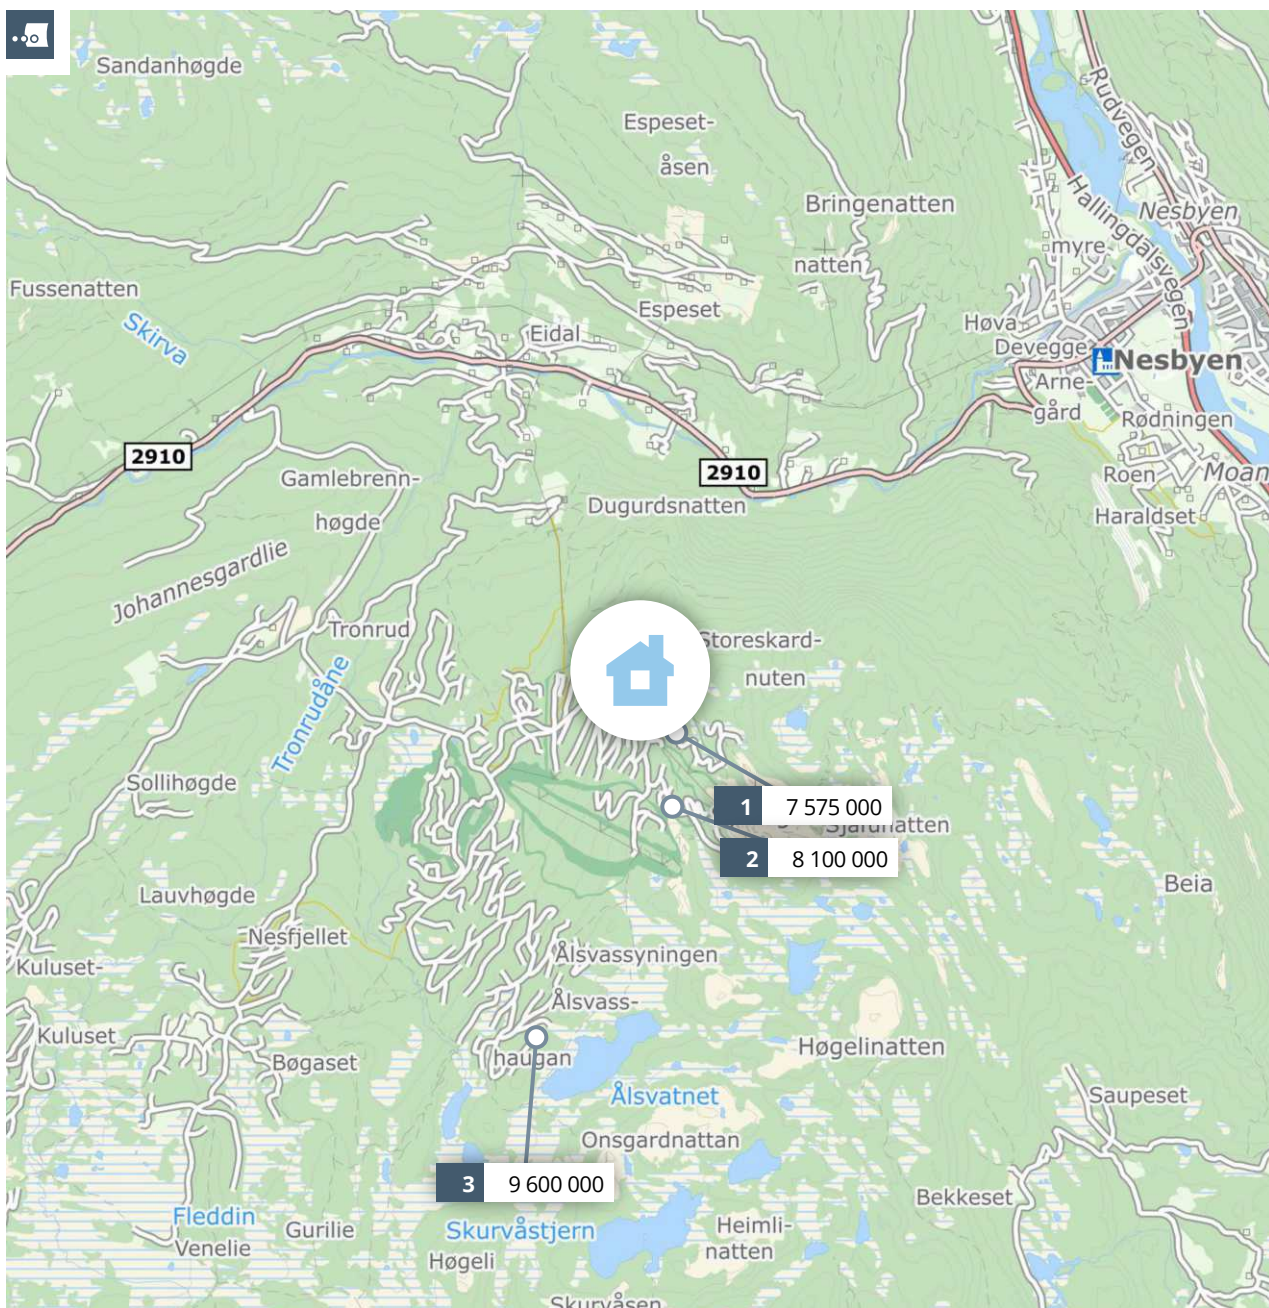 Sandanhøgde
Espeset-
åsen
Rudvegen
Hallingdalsvegen
Nesbyen
Bringenatten
natten
myre
Fussenatten
Skirva
Espeset
Eidal
Høva
Devegge
Nesbyen
Arne-
gård
Rødningen
2910
2910
Gamlebrenn-
høgde
Dugurdsnatten
Roen
Moan
Haraldset
Johannesgardlie
Tronrud
Storeskard-
nuten
Tronrudåne
Sollihøgde
1 7 575 000
2 8 100 000
Beia
Lauvhøgde
Nesfjellet
Ålsvassyningen
Kuluset-
Ålsvass-
haugan
Kuluset
Bøgaset
Høgelinatten
Ålsvatnet
Saupeset
Onsgardnattan
3 9 600 000
Bekkeset
Fleddin
Venelie
Gurilie
Skurvåstjern
Heimli-
natten
Høgeli
Skurvåsen